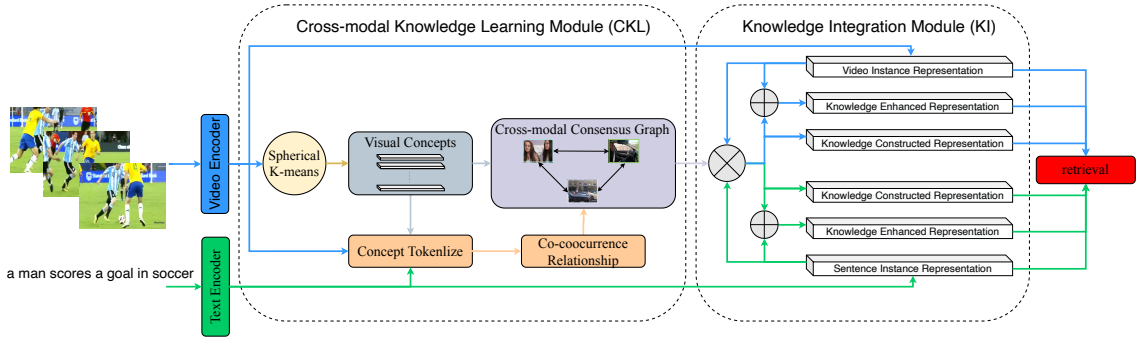 Cross-modal Knowledge Learning Module (CKL)
Knowledge Integration Module (KI)
Video Encoder
Spherical
K-means
Visual Concepts
Cross-modal Consensus Graph
Concept Tokenlize
Co-coocurrence
Relationship
a man scores a goal in soccer
Text Encoder
Video Instance Representation
Knowledge Enhanced Representation
Knowledge Constructed Representation
Knowledge Constructed Representation
Knowledge Enhanced Representation
Sentence Instance Representation
retrieval